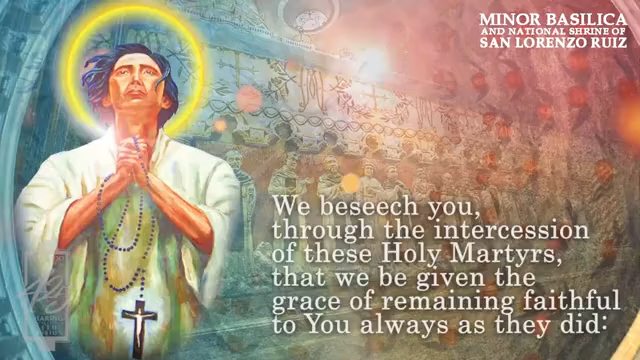 MINOR BASILICA
AND NATIONAL SHRINE OF
SAN LORENZO RUIZ
We beseech you,
through the intercession
of these Holy Martyrs,
that we be given the
grace of remaining faithful
to You always as they did: